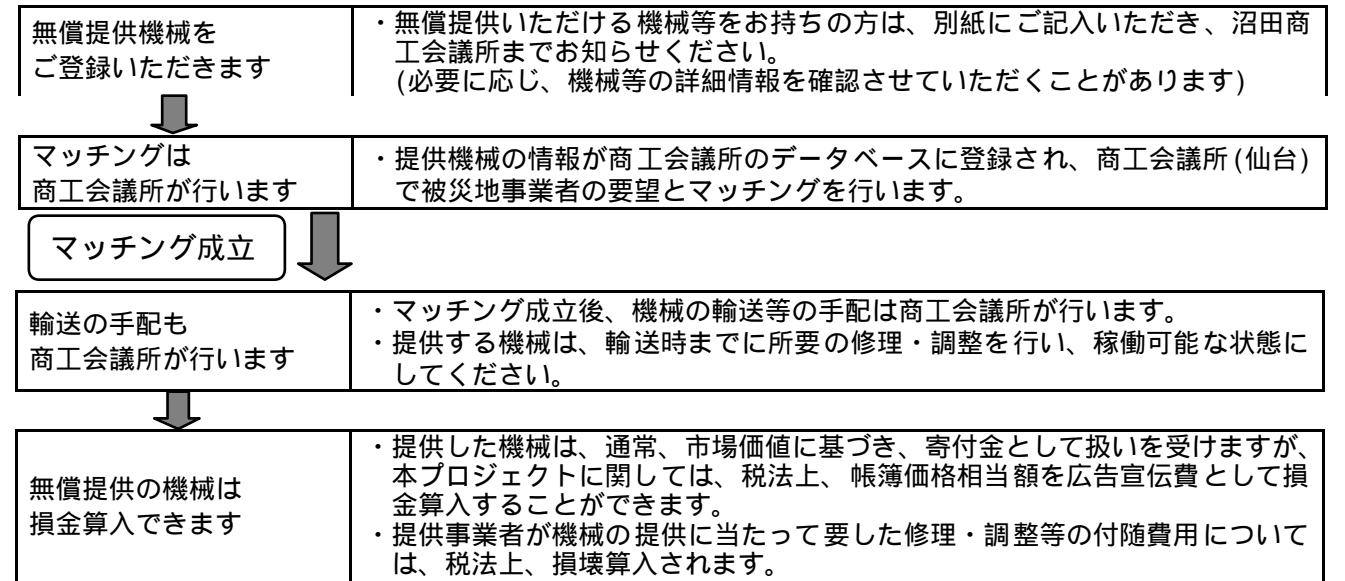 無償提供機械を
ご登録いただきます
・無償提供いただける機械等をお持ちの方は、別紙にご記入いただき、沼田商
工会議所までお知らせください。
(必要に応じ、機械等の詳細情報を確認させていただくことがあります)
マッチングは
商工会議所が行います
・提供機械の情報が商工会議所のデータベースに登録され、商工会議所(仙台)
で被災地事業者の要望とマッチングを行います。
マッチング成立
輸送の手配も
商工会議所が行います
・マッチング成立後、機械の輸送等の手配は商工会議所が行います。
・提供する機械は、輸送時までに所要の修理・調整を行い、稼働可能な状態に
してください。
無償提供の機械は
損金算入できます
・提供した機械は、通常、市場価値に基づき、寄付金として扱いを受けますが、
本プロジェクトに関しては、税法上、帳簿価格相当額を広告宣伝費として損
金算入することができます。
・提供事業者が機械の提供に当たって要した修理・調整等の付随費用について
は、税法上、損壊算入されます。